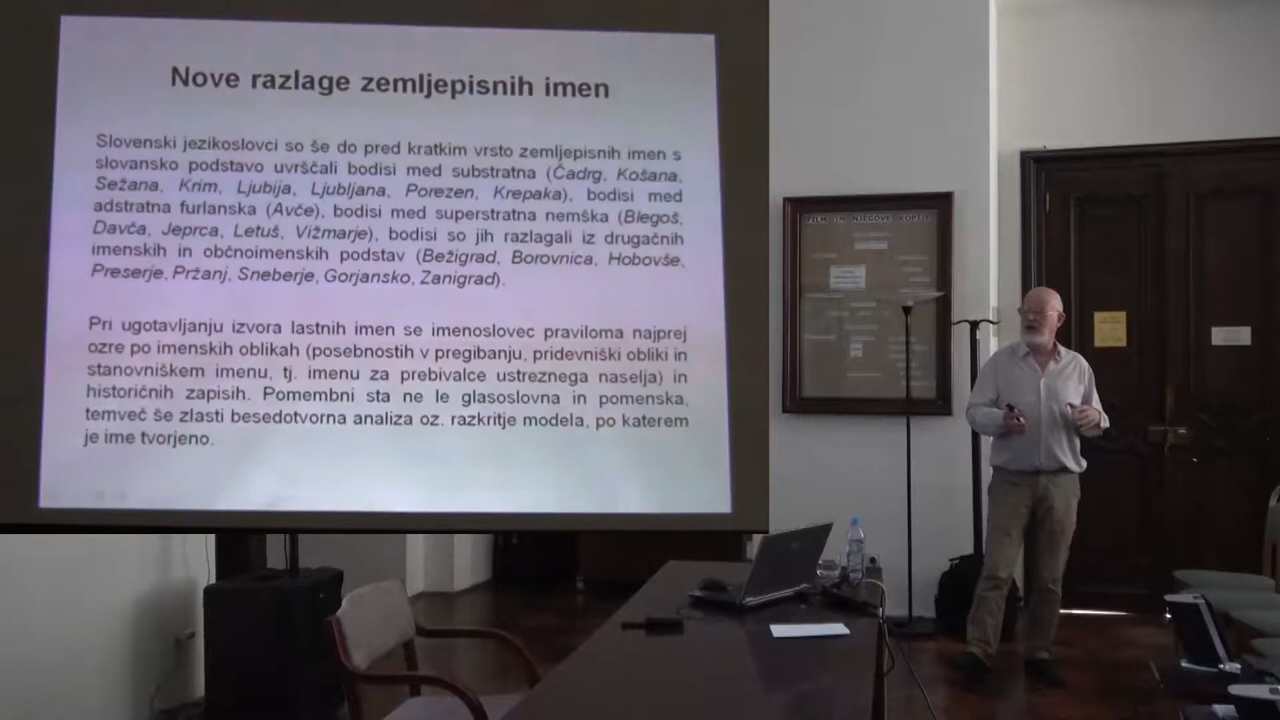 Nove razlage zemljepisnih imen
Slovenski jezikoslovci so še do pred kratkim vrsto zemljepisnih imen s
slovansko podstavo uvrščali bodisi med substratna (Čadrg, Košana,
Sežana, Krim, Ljubija, Ljubljana, Porezen, Krepaka), bodisi med
adstratna furlanska (Avče), bodisi med superstratna nemška (Blegoš,
Davča, Jeprca, Letuš, Vižmarje), bodisi so jih razlagali iz drugačnih
imenskih in občnoimenskih podstav (Bežigrad, Borovnica, Hobovše,
Preserje, Pržanj, Sneberje, Gorjansko, Zanigrad).
Pri ugotavljanju izvora lastnih imen se imenoslovec praviloma najprej
ozre po imenskih oblikah (posebnostih v pregibanju, pridevniški obliki in
stanovniškem imenu, tj. imenu za prebivalce ustreznega naselja) in
historičnih zapisih. Pomembni sta ne le glasoslovna in pomenska,
temveč še zlasti besedotvorna analiza oz. razkritje modela, po katerem
je ime tvorjeno.
FILM IN NJEGOVE KOPIJE